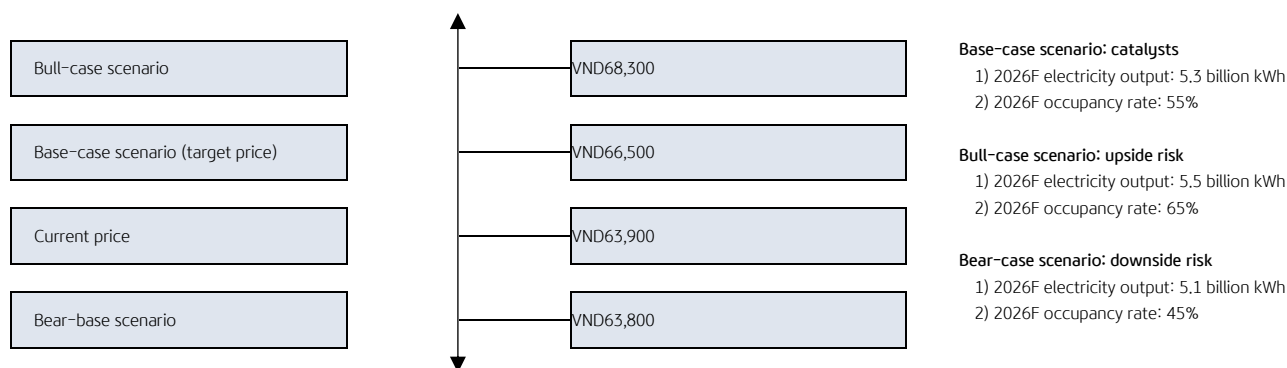 Bull-case scenario
VND68,300
Base-case scenario (target price)
VND66,500
Current price
VND63,900
Bear-base scenario
VND63,800
Base-case scenario: catalysts
1) 2026F electricity output: 5.3 billion kWh
2) 2026F occupancy rate: 55%
Bull-case scenario: upside risk
1) 2026F electricity output: 5.5 billion kWh
2) 2026F occupancy rate: 65%
Bear-case scenario: downside risk
1) 2026F electricity output: 5.1 billion kWh
2) 2026F occupancy rate: 45%